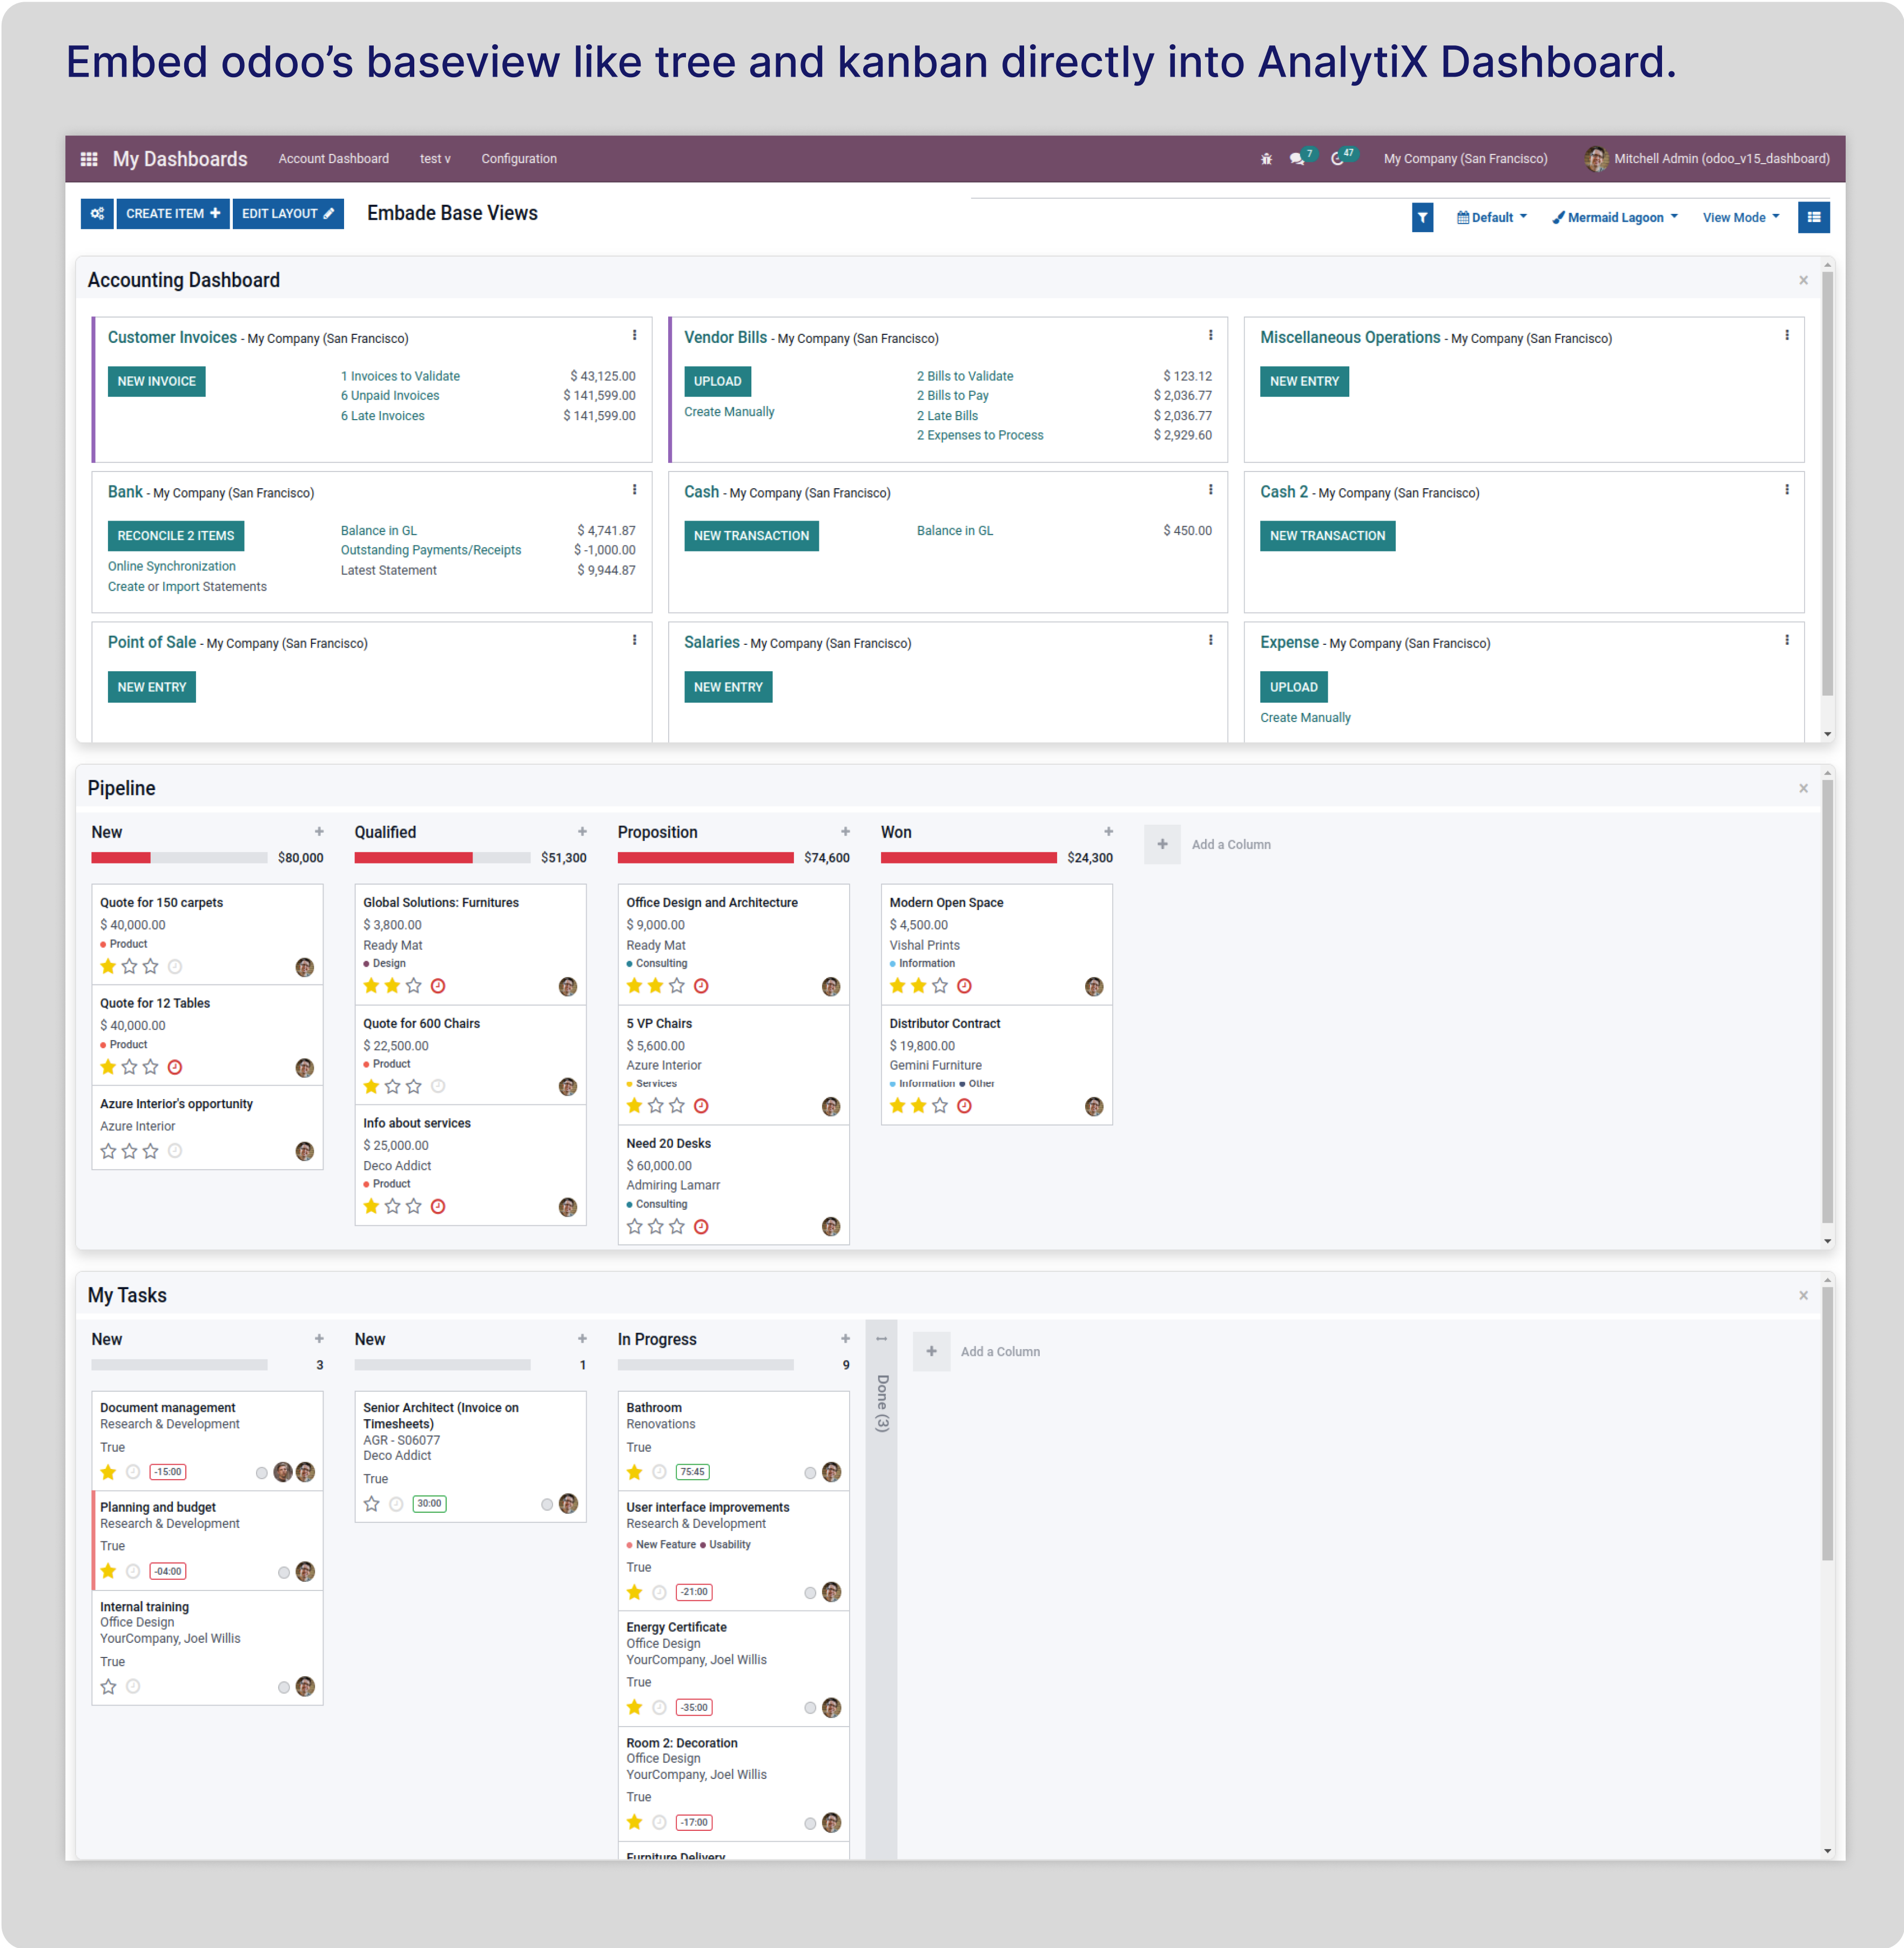 Embed odoo’s baseview like tree and kanban directly into AnalytiX Dashboard.
My Dashboards Account Dashboard test v Configuration 7 47 My Company (San Francisco) Mitchell Admin (odoo_v15_dashboard)
CREATE ITEM EDIT LAYOUT Embade Base Views Default Mermaid Lagoon View Mode
Accounting Dashboard
Customer Invoices - My Company (San Francisco)
NEW INVOICE
1 Invoices to Validate $ 43,125.00
6 Unpaid Invoices $ 141,599.00
6 Late Invoices $ 141,599.00
Vendor Bills - My Company (San Francisco)
UPLOAD
Create Manually
2 Bills to Validate $ 123.12
2 Bills to Pay $ 2,036.77
2 Late Bills $ 2,036.77
2 Expenses to Process $ 2,929.60
Miscellaneous Operations - My Company (San Francisco)
NEW ENTRY
Bank - My Company (San Francisco)
RECONCILE 2 ITEMS
Online Synchronization
Create or Import Statements
Balance in GL $ 4,741.87
Outstanding Payments/Receipts $ -1,000.00
Latest Statement $ 9,944.87
Cash - My Company (San Francisco)
NEW TRANSACTION
Balance in GL $ 450.00
Cash 2 - My Company (San Francisco)
NEW TRANSACTION
Point of Sale - My Company (San Francisco)
NEW ENTRY
Salaries - My Company (San Francisco)
NEW ENTRY
Expense - My Company (San Francisco)
UPLOAD
Create Manually
Pipeline
New
$80,000
Quote for 150 carpets
$ 40,000.00
Product
Quote for 12 Tables
$ 40,000.00
Product
Azure Interior's opportunity
Azure Interior
Qualified
$51,300
Global Solutions: Furnitures
$ 3,800.00
Ready Mat
Design
Quote for 600 Chairs
$ 22,500.00
Product
Info about services
$ 25,000.00
Deco Addict
Product
Proposition
$74,600
Office Design and Architecture
$ 9,000.00
Ready Mat
Consulting
5 VP Chairs
$ 5,600.00
Azure Interior
Services
Need 20 Desks
$ 60,000.00
Admiring Lamarr
Consulting
Won
$24,300
Modern Open Space
$ 4,500.00
Vishal Prints
Information
Distributor Contract
$ 19,800.00
Gemini Furniture
Information Other
Add a Column
My Tasks
New
3
Document management
Research & Development
True
-15:00
Planning and budget
Research & Development
True
-04:00
Internal training
Office Design
YourCompany, Joel Willis
True
New
1
Senior Architect (Invoice on
Timesheets)
AGR - S06077
Deco Addict
True
30:00
In Progress
9
Bathroom
Renovations
True
75:45
User interface improvements
Research & Development
New Feature Usability
True
-21:00
Energy Certificate
Office Design
YourCompany, Joel Willis
True
-35:00
Room 2: Decoration
Office Design
YourCompany, Joel Willis
True
-17:00
Furniture Delivery
Done (3)
Add a Column